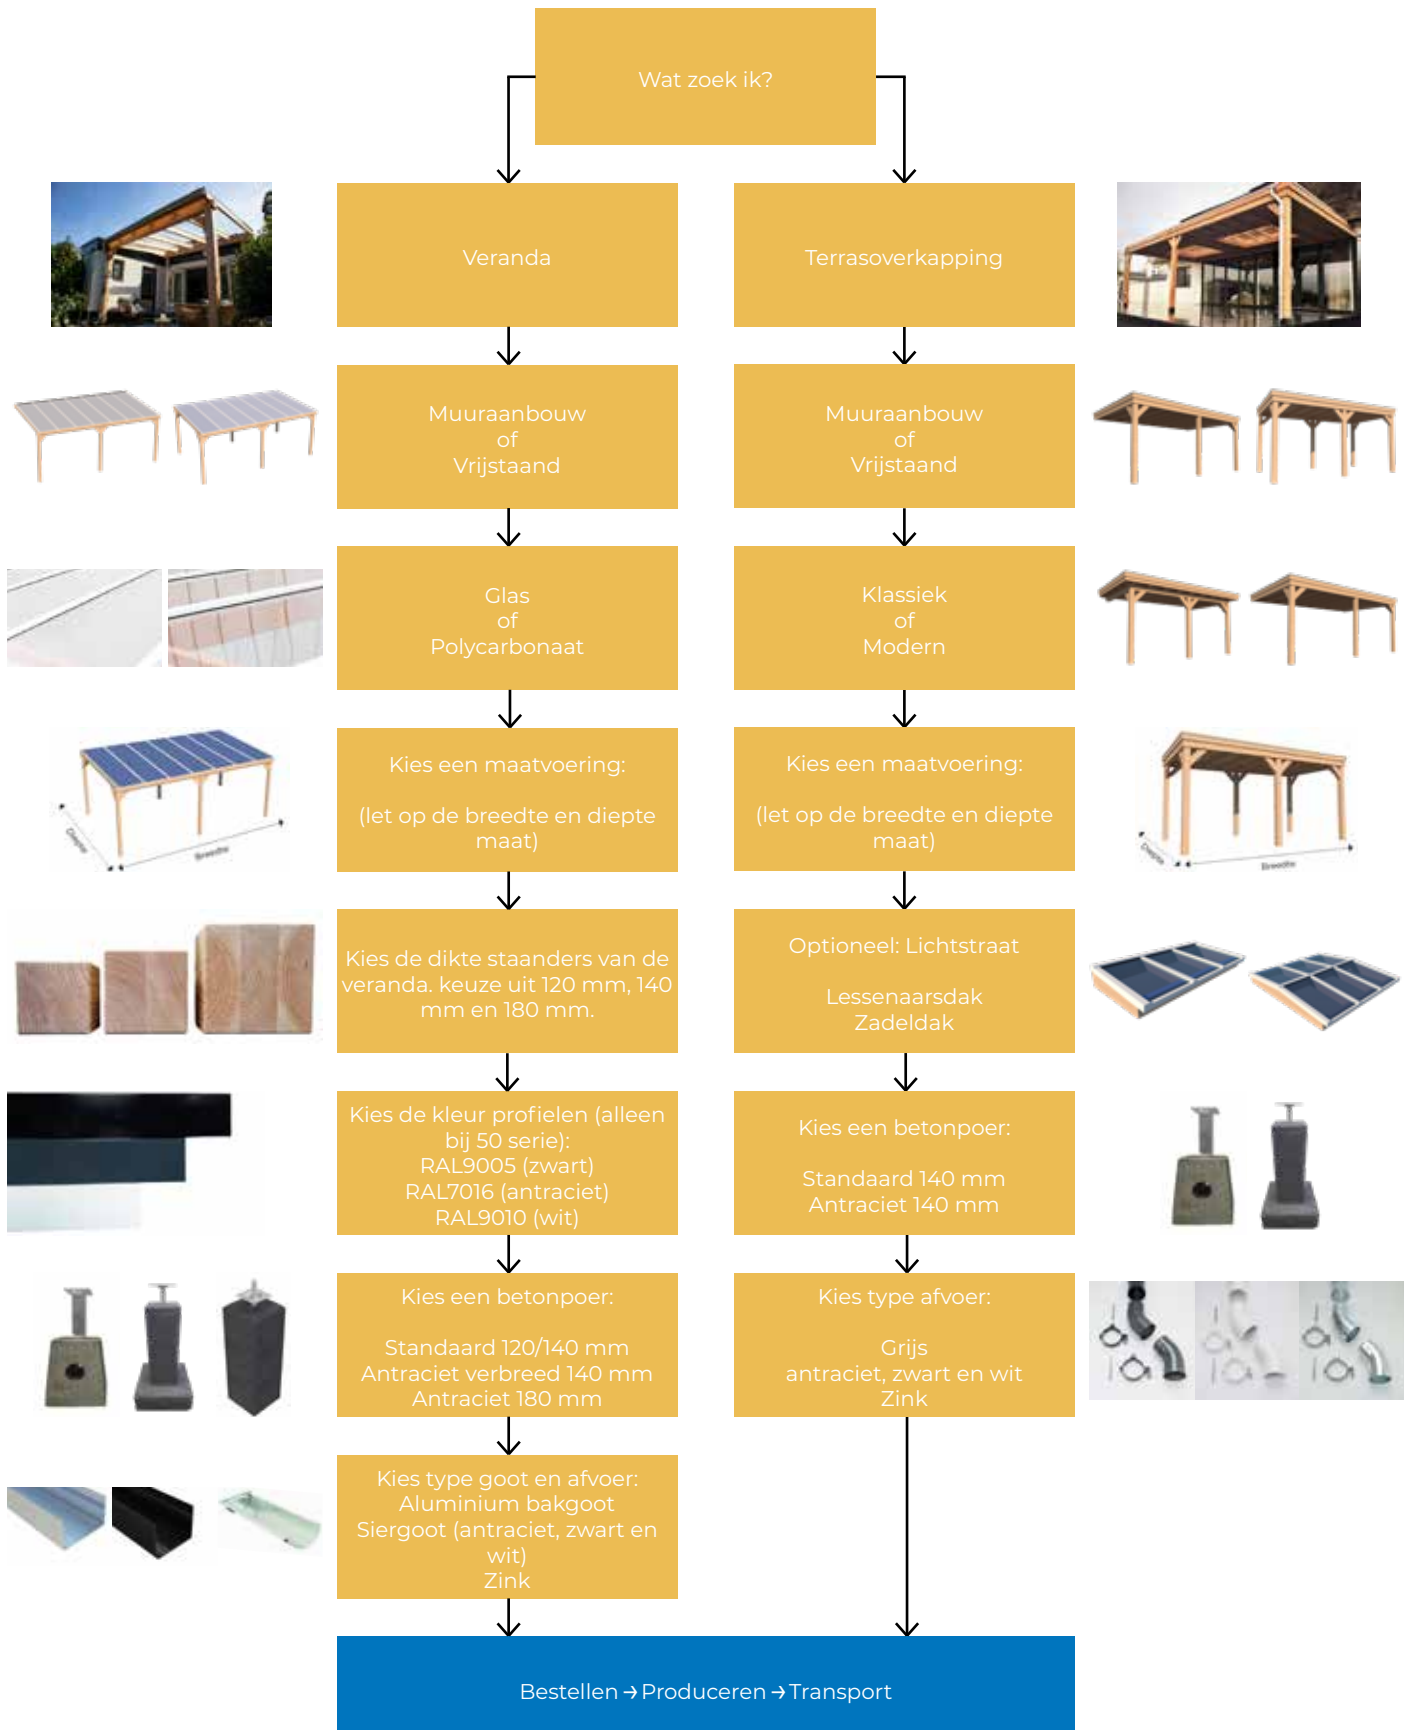 Wat zoek ik?
Veranda
Terrasoverkapping
Muuraanbouw
of
Vrijstaand
Muuraanbouw
of
Vrijstaand
Glas
of
Polycarbonaat
Klassiek
of
Modern
Kies een maatvoering:
(let op de breedte en diepte
maat)
Diepte
Breedte
Kies een maatvoering:
(let op de breedte en diepte
maat)
Diepte
Breedte
Kies de dikte staanders van de
veranda. keuze uit 120 mm, 140
mm en 180 mm.
Optioneel: Lichtstraat
Lessenaarsdak
Zadeldak
Kies de kleur profielen (alleen
bij 50 serie):
RAL9005 (zwart)
RAL7016 (antraciet)
RAL9010 (wit)
Kies een betonpoer:
Standaard 140 mm
Antraciet 140 mm
Kies een betonpoer:
Standaard 120/140 mm
Antraciet verbreed 140 mm
Antraciet 180 mm
Kies type afvoer:
Grijs
antraciet, zwart en wit
Zink
Kies type goot en afvoer:
Aluminium bakgoot
Siergoot (antraciet, zwart en
wit)
Zink
Bestellen → Produceren → Transport